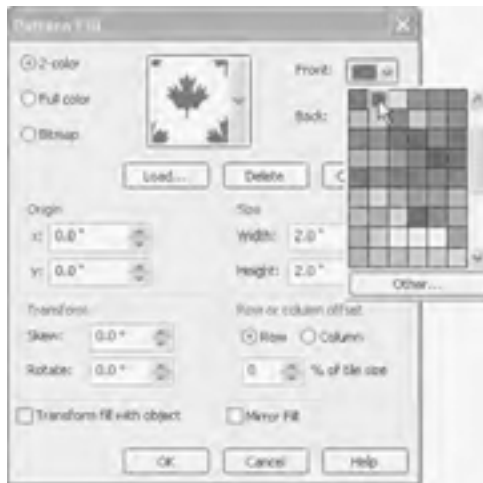 Pattern Fill
2-color
Front:
Full color
Back:
Bitmap
Load...
Delete
Origin
Size
x: 0.0 "
Width: 2.0 "
y: 0.0 "
Height: 2.0 "
Other...
Transform
Row or column offset
Skew: 0.0 °
Row
Column
Rotate: 0.0 °
0 % of tile size
Transform fill with object
Mirror Fill
OK
Cancel
Help